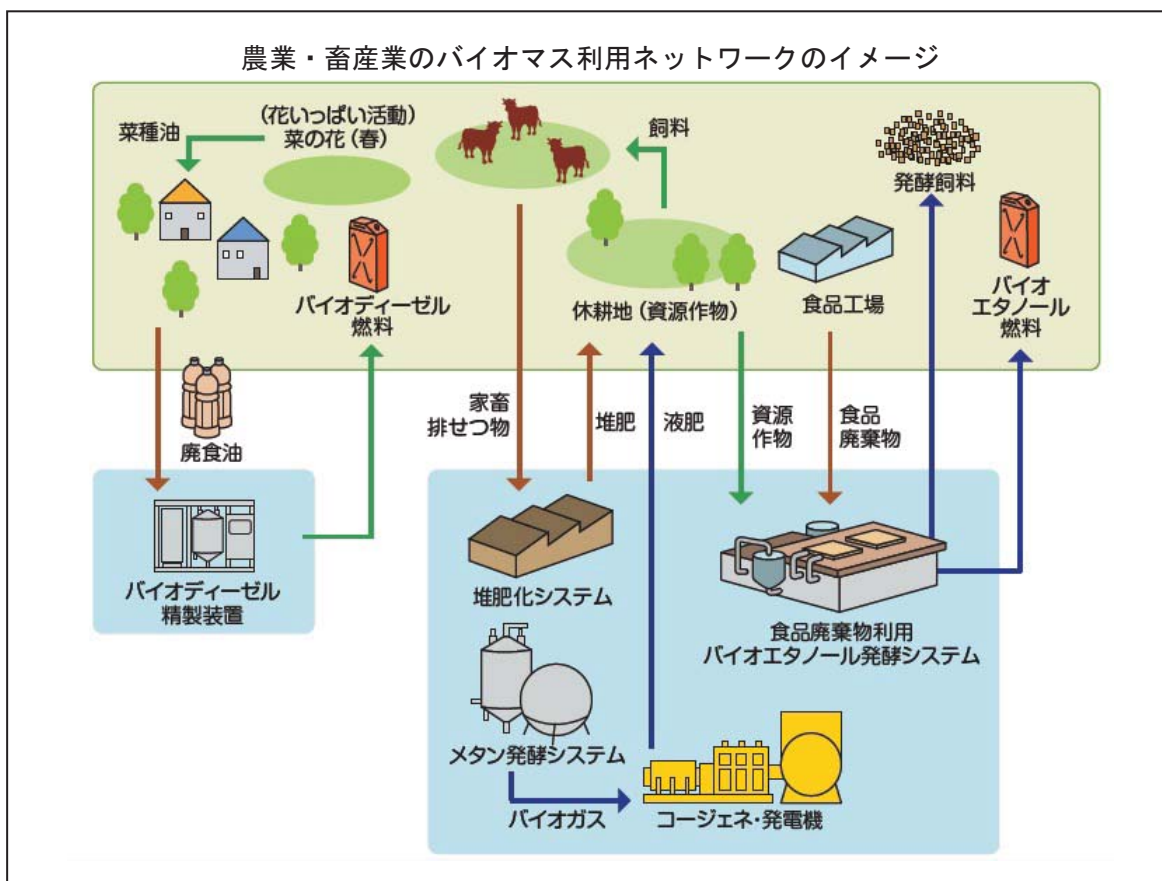 農業・畜産業のバイオマス利用ネットワークのイメージ
菜種油
(花いっぱい活動)
菜の花(春)
飼料
発酵飼料
バイオディーゼル
燃料
休耕地(資源作物)
食品工場
バイオ
エタノール
燃料
廃食油
家畜
排せつ物
堆肥
液肥
資源
作物
食品
廃棄物
バイオディーゼル
精製装置
堆肥化システム
食品廃棄物利用
バイオエタノール発酵システム
メタン発酵システム
バイオガス
コージェネ・発電機